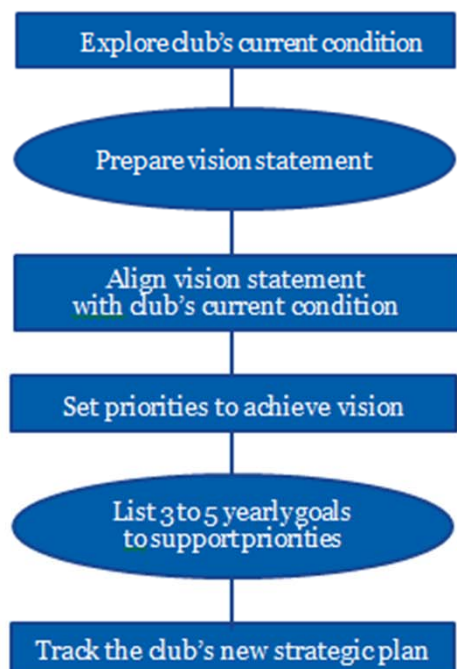 Explore club's current condition
Prepare vision statement
Align vision statement
with club's current condition
Set priorities to achieve vision
List 3 to 5 yearly goals
to support priorities
Track the club's new strategic plan